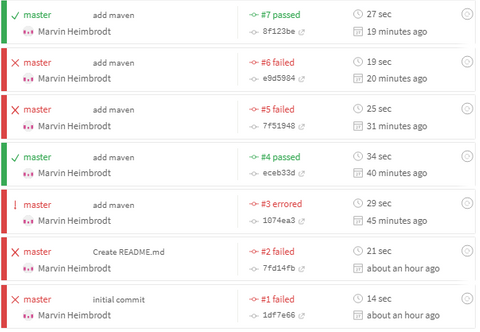 master add maven #7 passed 27 sec
Marvin Heimbrodt 8f123be 19 minutes ago
master add maven #6 failed 19 sec
Marvin Heimbrodt e9d5984 20 minutes ago
master add maven #5 failed 25 sec
Marvin Heimbrodt 7f51948 31 minutes ago
master add maven #4 passed 34 sec
Marvin Heimbrodt eceb33d 40 minutes ago
master add maven #3 errored 29 sec
Marvin Heimbrodt 1074ea3 45 minutes ago
master Create README.md #2 failed 21 sec
Marvin Heimbrodt 7fd14fb about an hour ago
master initial commit #1 failed 14 sec
Marvin Heimbrodt 1df7e66 about an hour ago